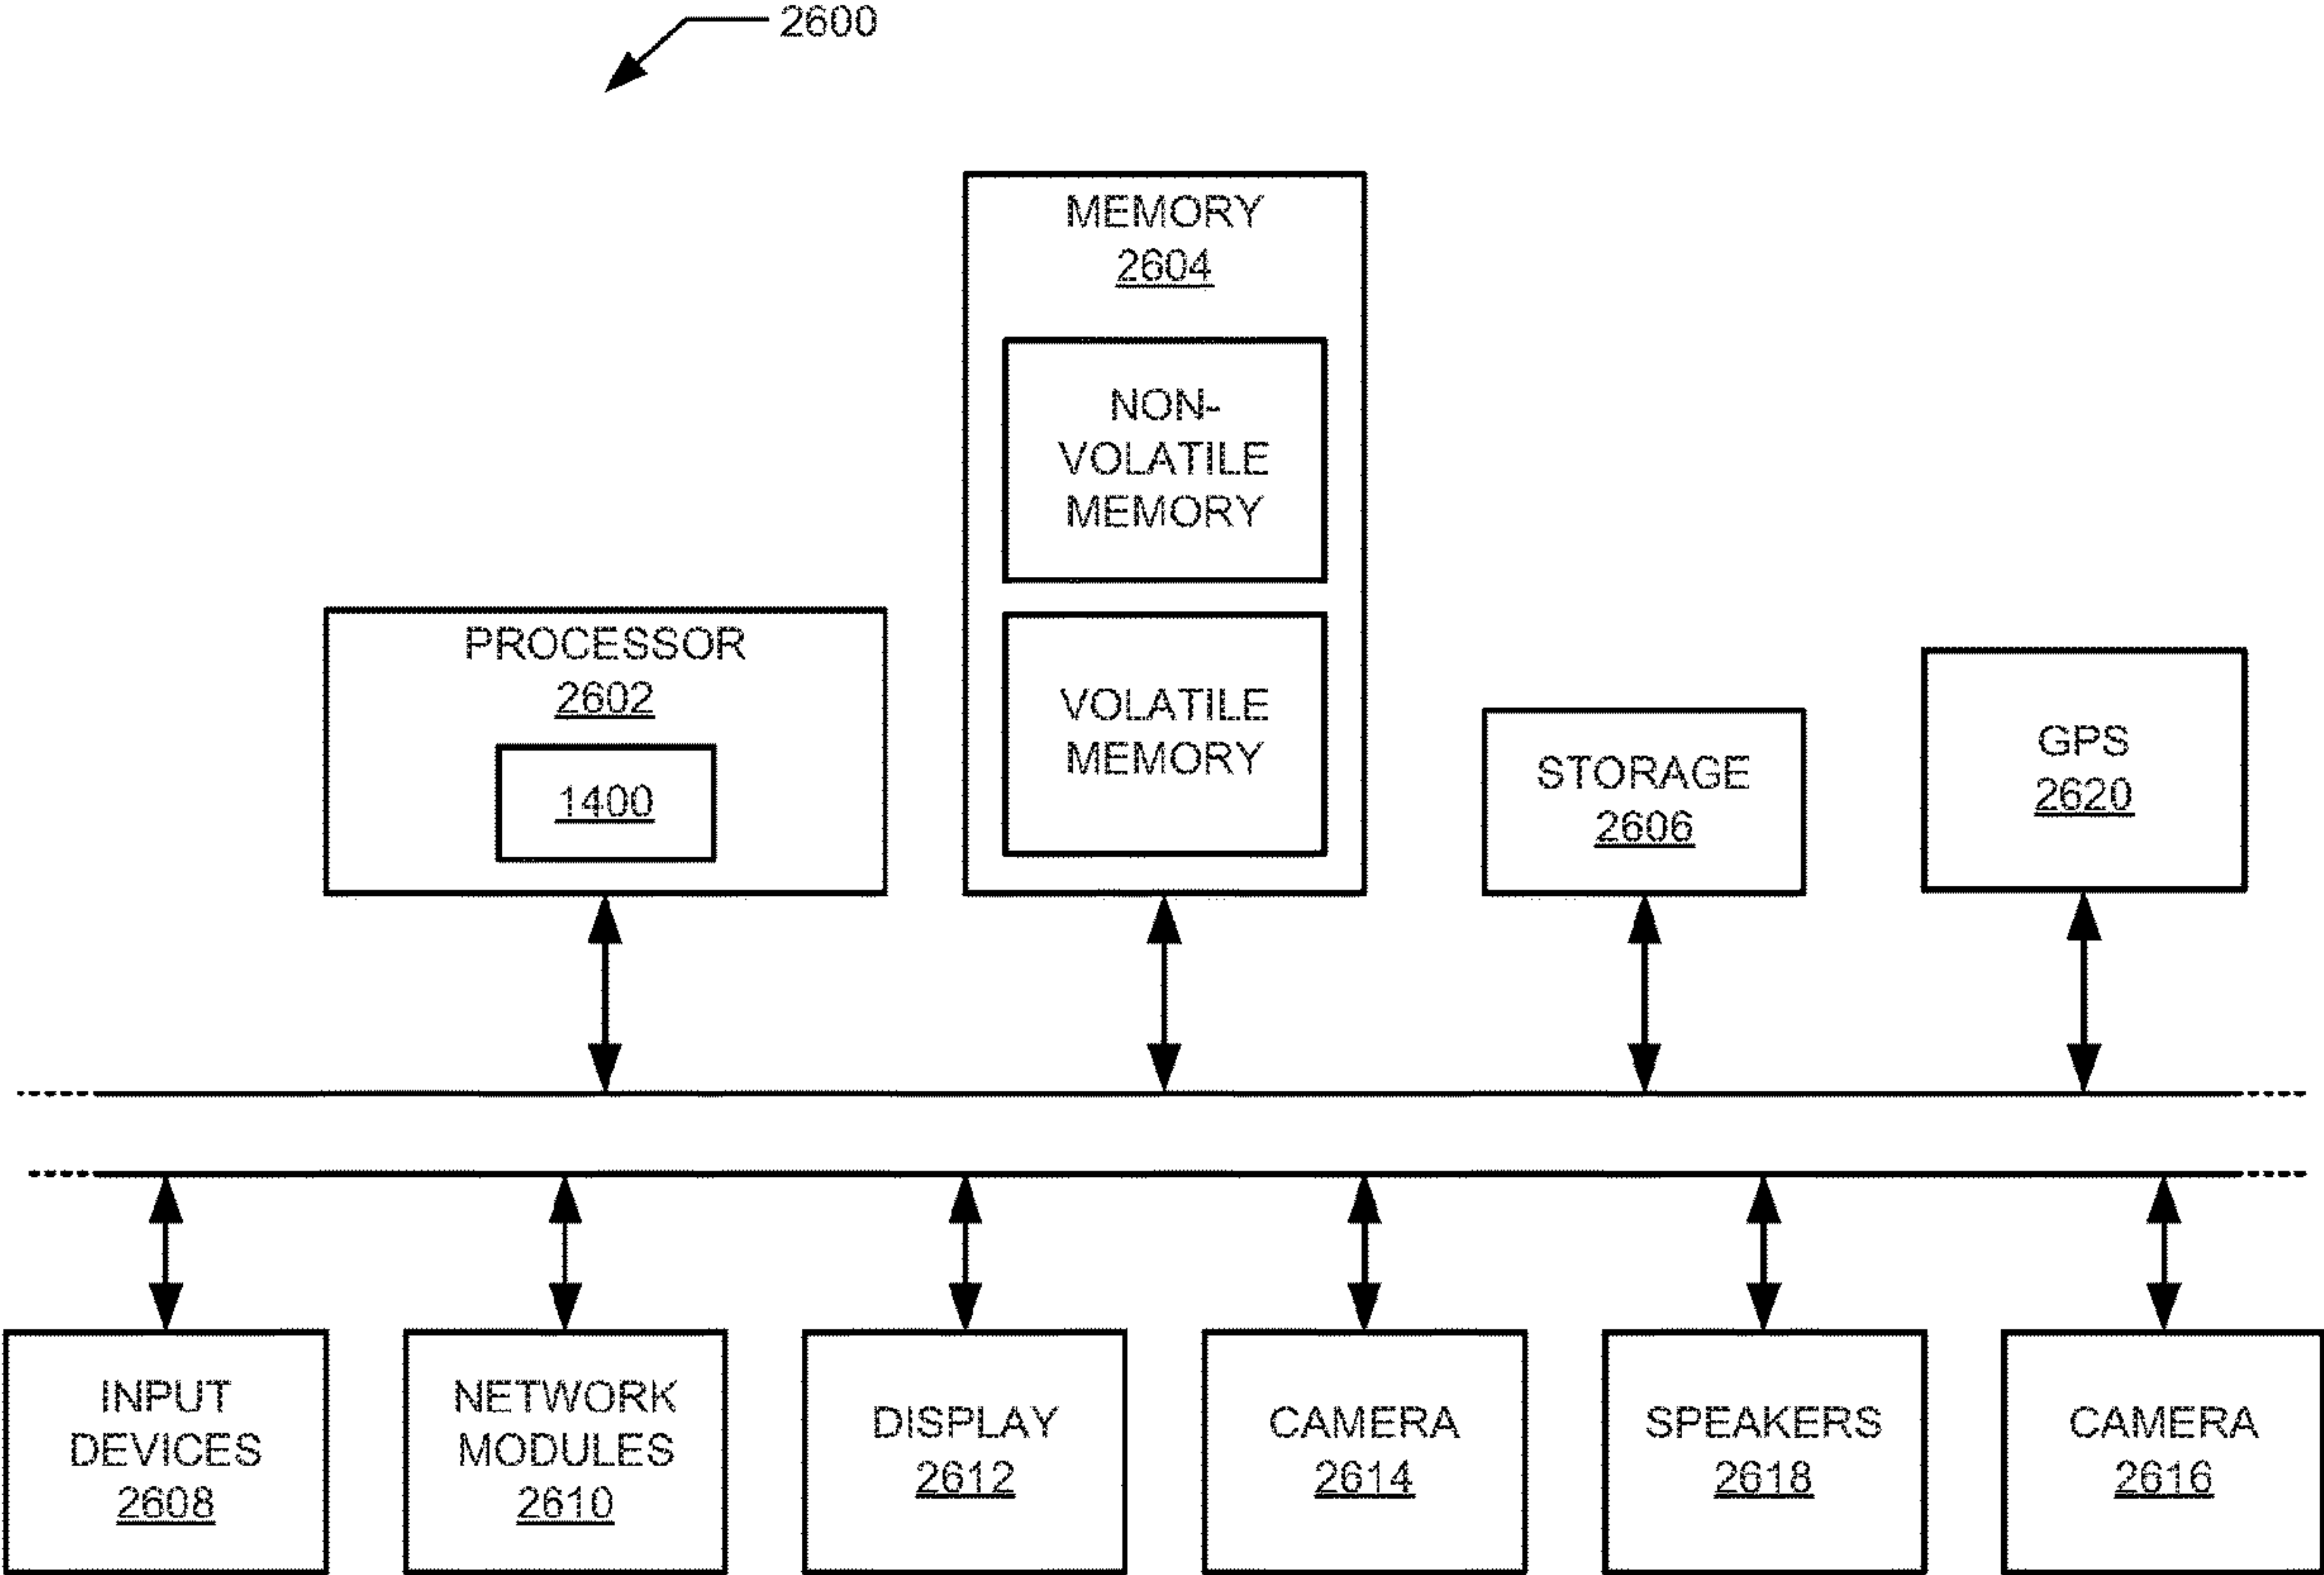 2600
MEMORY
2604
NON-
VOLATILE
MEMORY
VOLATILE
MEMORY
PROCESSOR
2602
1400
STORAGE
2606
GPS
2620
INPUT
DEVICES
2608
NETWORK
MODULES
2610
DISPLAY
2612
CAMERA
2614
SPEAKERS
2618
CAMERA
2616